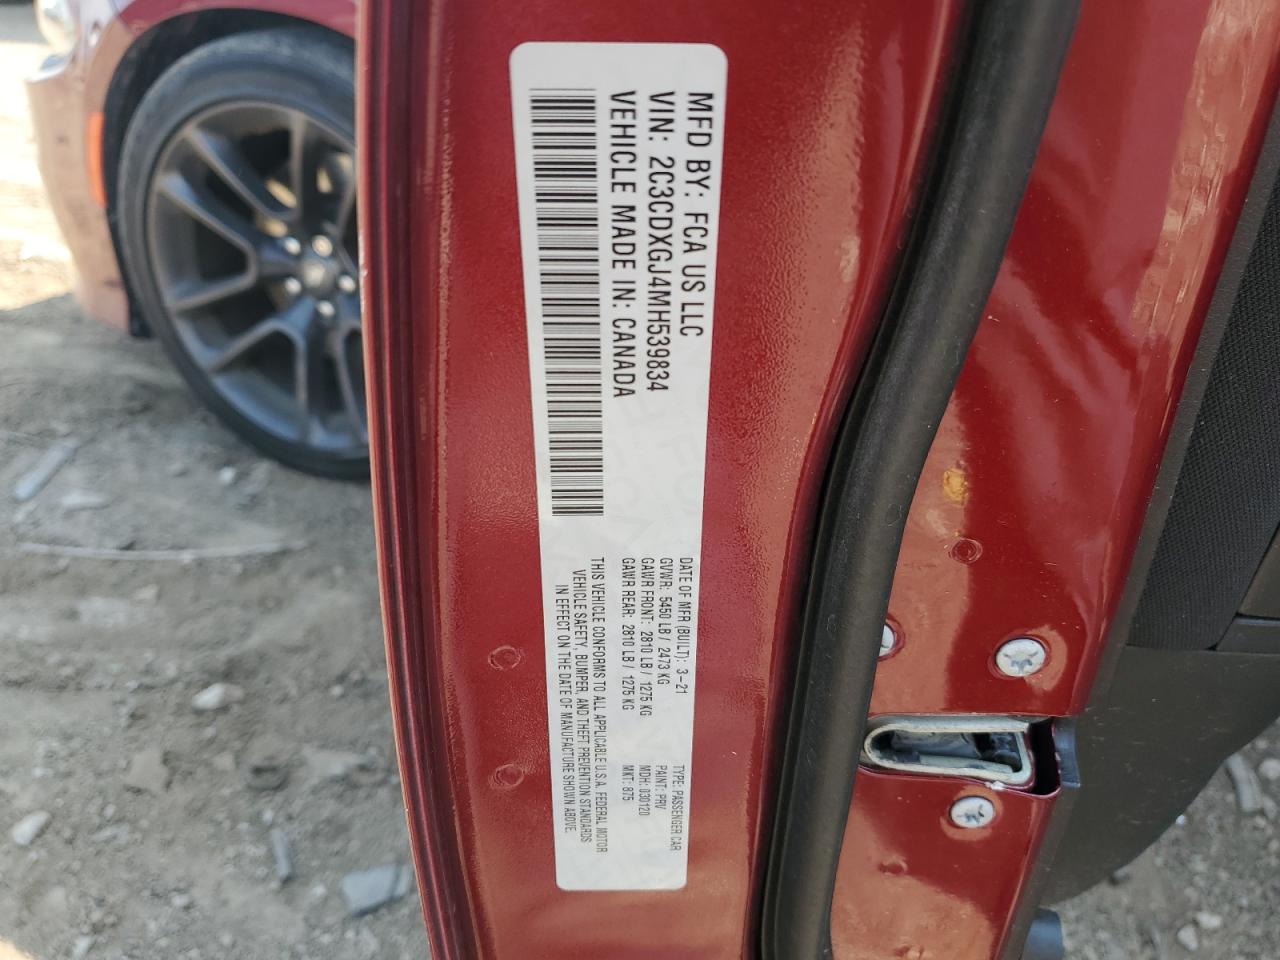 MFD BY: FCA US LLC
VIN: 2C3CDXGJ4MH539834
VEHICLE MADE IN: CANADA
DATE OF MFR (BUILT): 3-21
GVWR: 5450 LB / 2473 KG
GAWR FRONT: 2810 LB / 1275 KG
GAWR REAR: 2810 LB / 1275 KG
TYPE: PASSENGER CAR
PAINT: PRV
MDH: 030120
MKT: 875
THIS VEHICLE CONFORMS TO ALL APPLICABLE U.S.A. FEDERAL MOTOR
VEHICLE SAFETY, BUMPER, AND THEFT PREVENTION STANDARDS
IN EFFECT ON THE DATE OF MANUFACTURE SHOWN ABOVE.